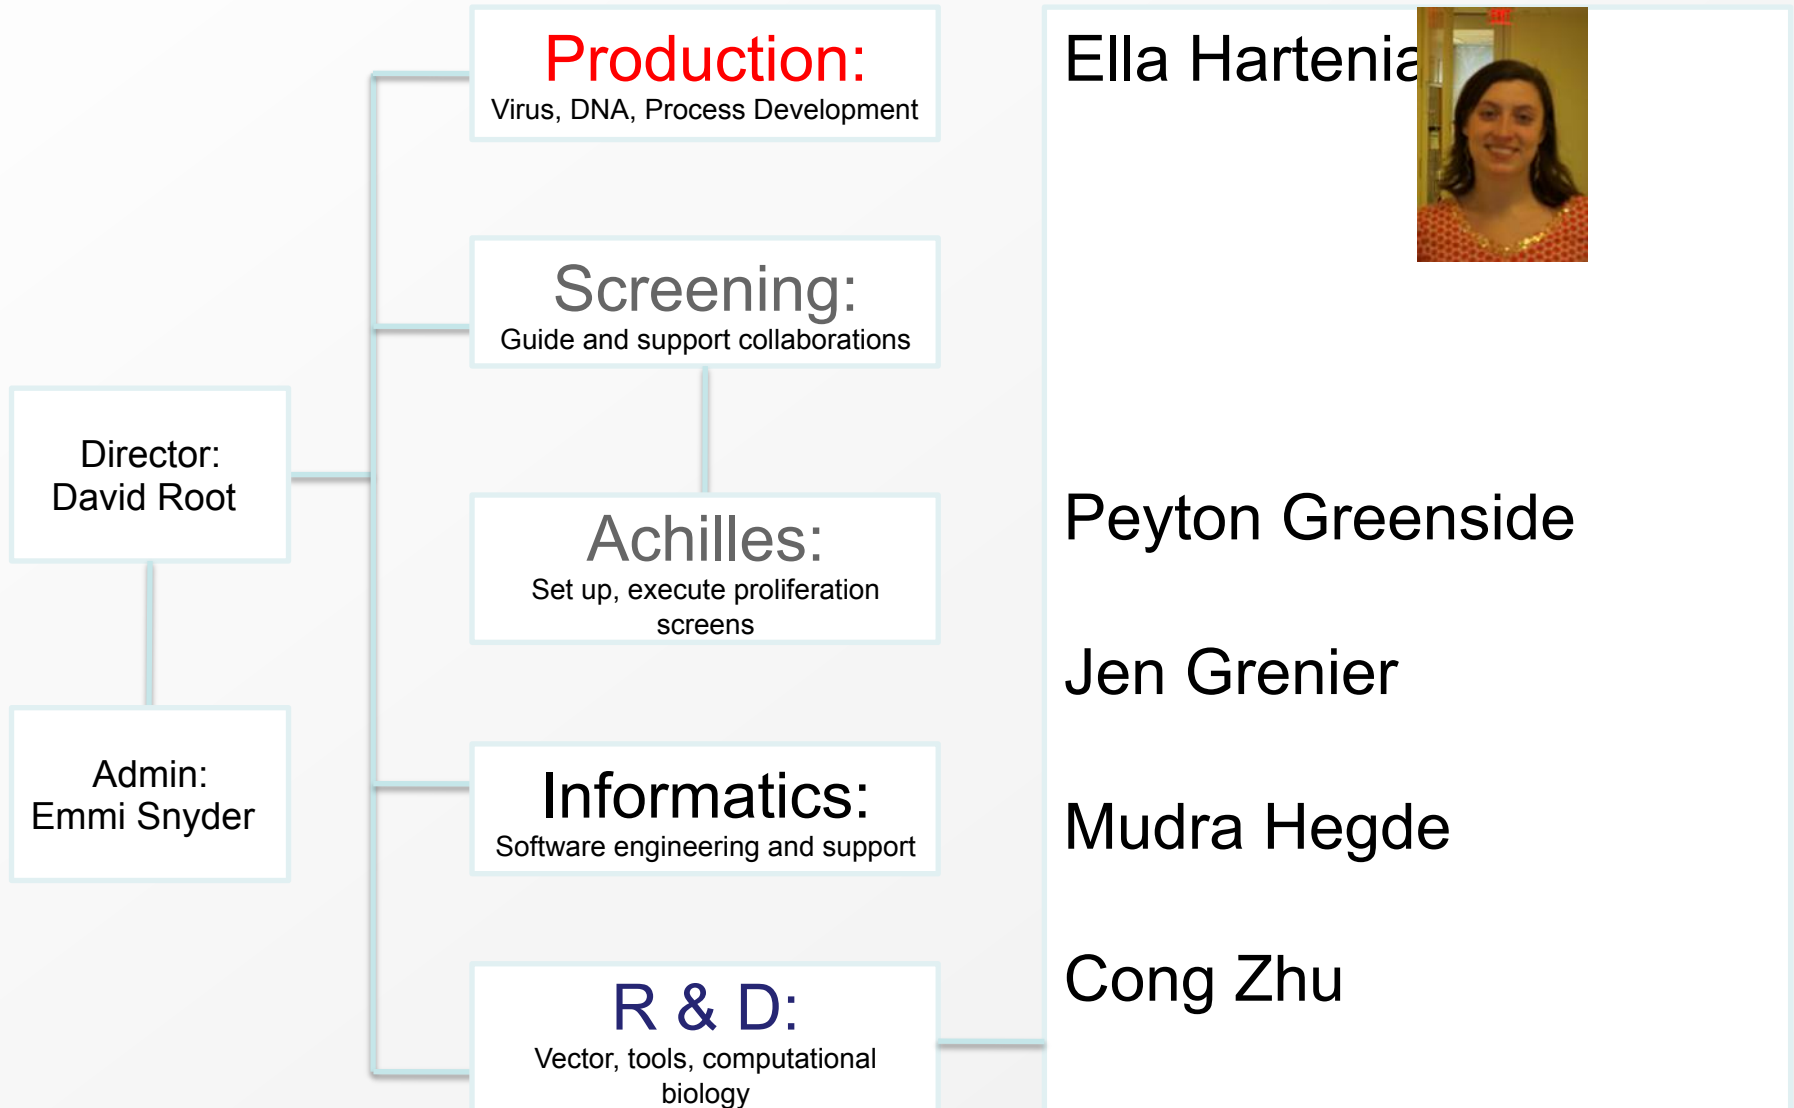 Production:
Virus, DNA, Process Development
Screening:
Guide and support collaborations
Director:
David Root
Achilles:
Set up, execute proliferation
screens
Admin:
Emmi Snyder
Informatics:
Software engineering and support
R & D:
Vector, tools, computational
biology
Ella Hartenia
Peyton Greenside
Jen Grenier
Mudra Hegde
Cong Zhu